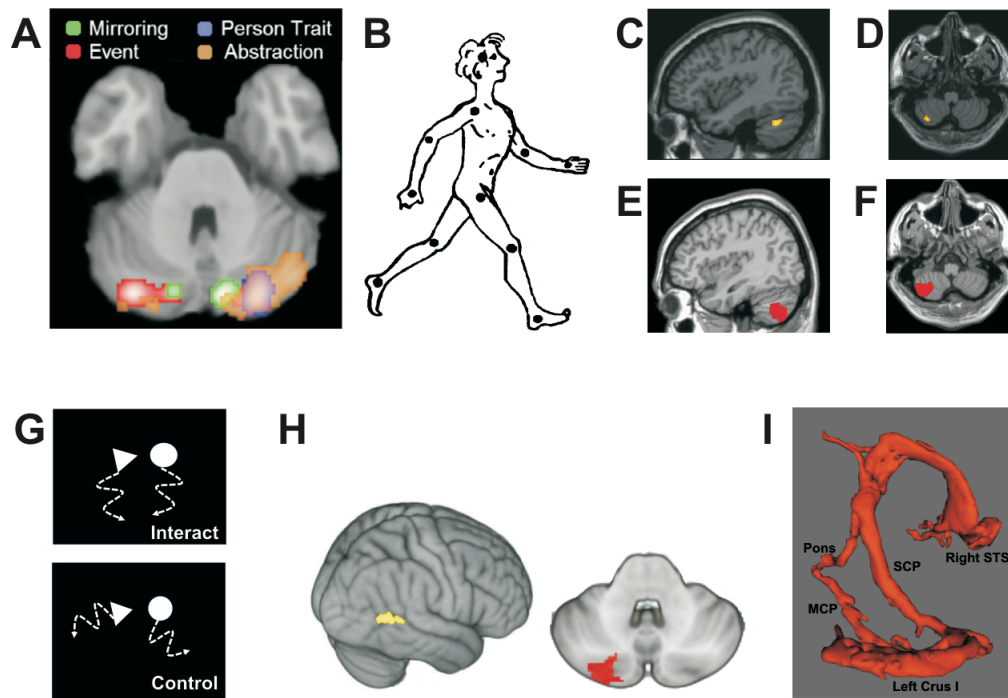 A
Mirroring
Person Trait
Event
Abstraction
B
C
D
E
F
G
Interact
Control
H
I
Pons
SCP
Right STS
MCP
Left Crus I